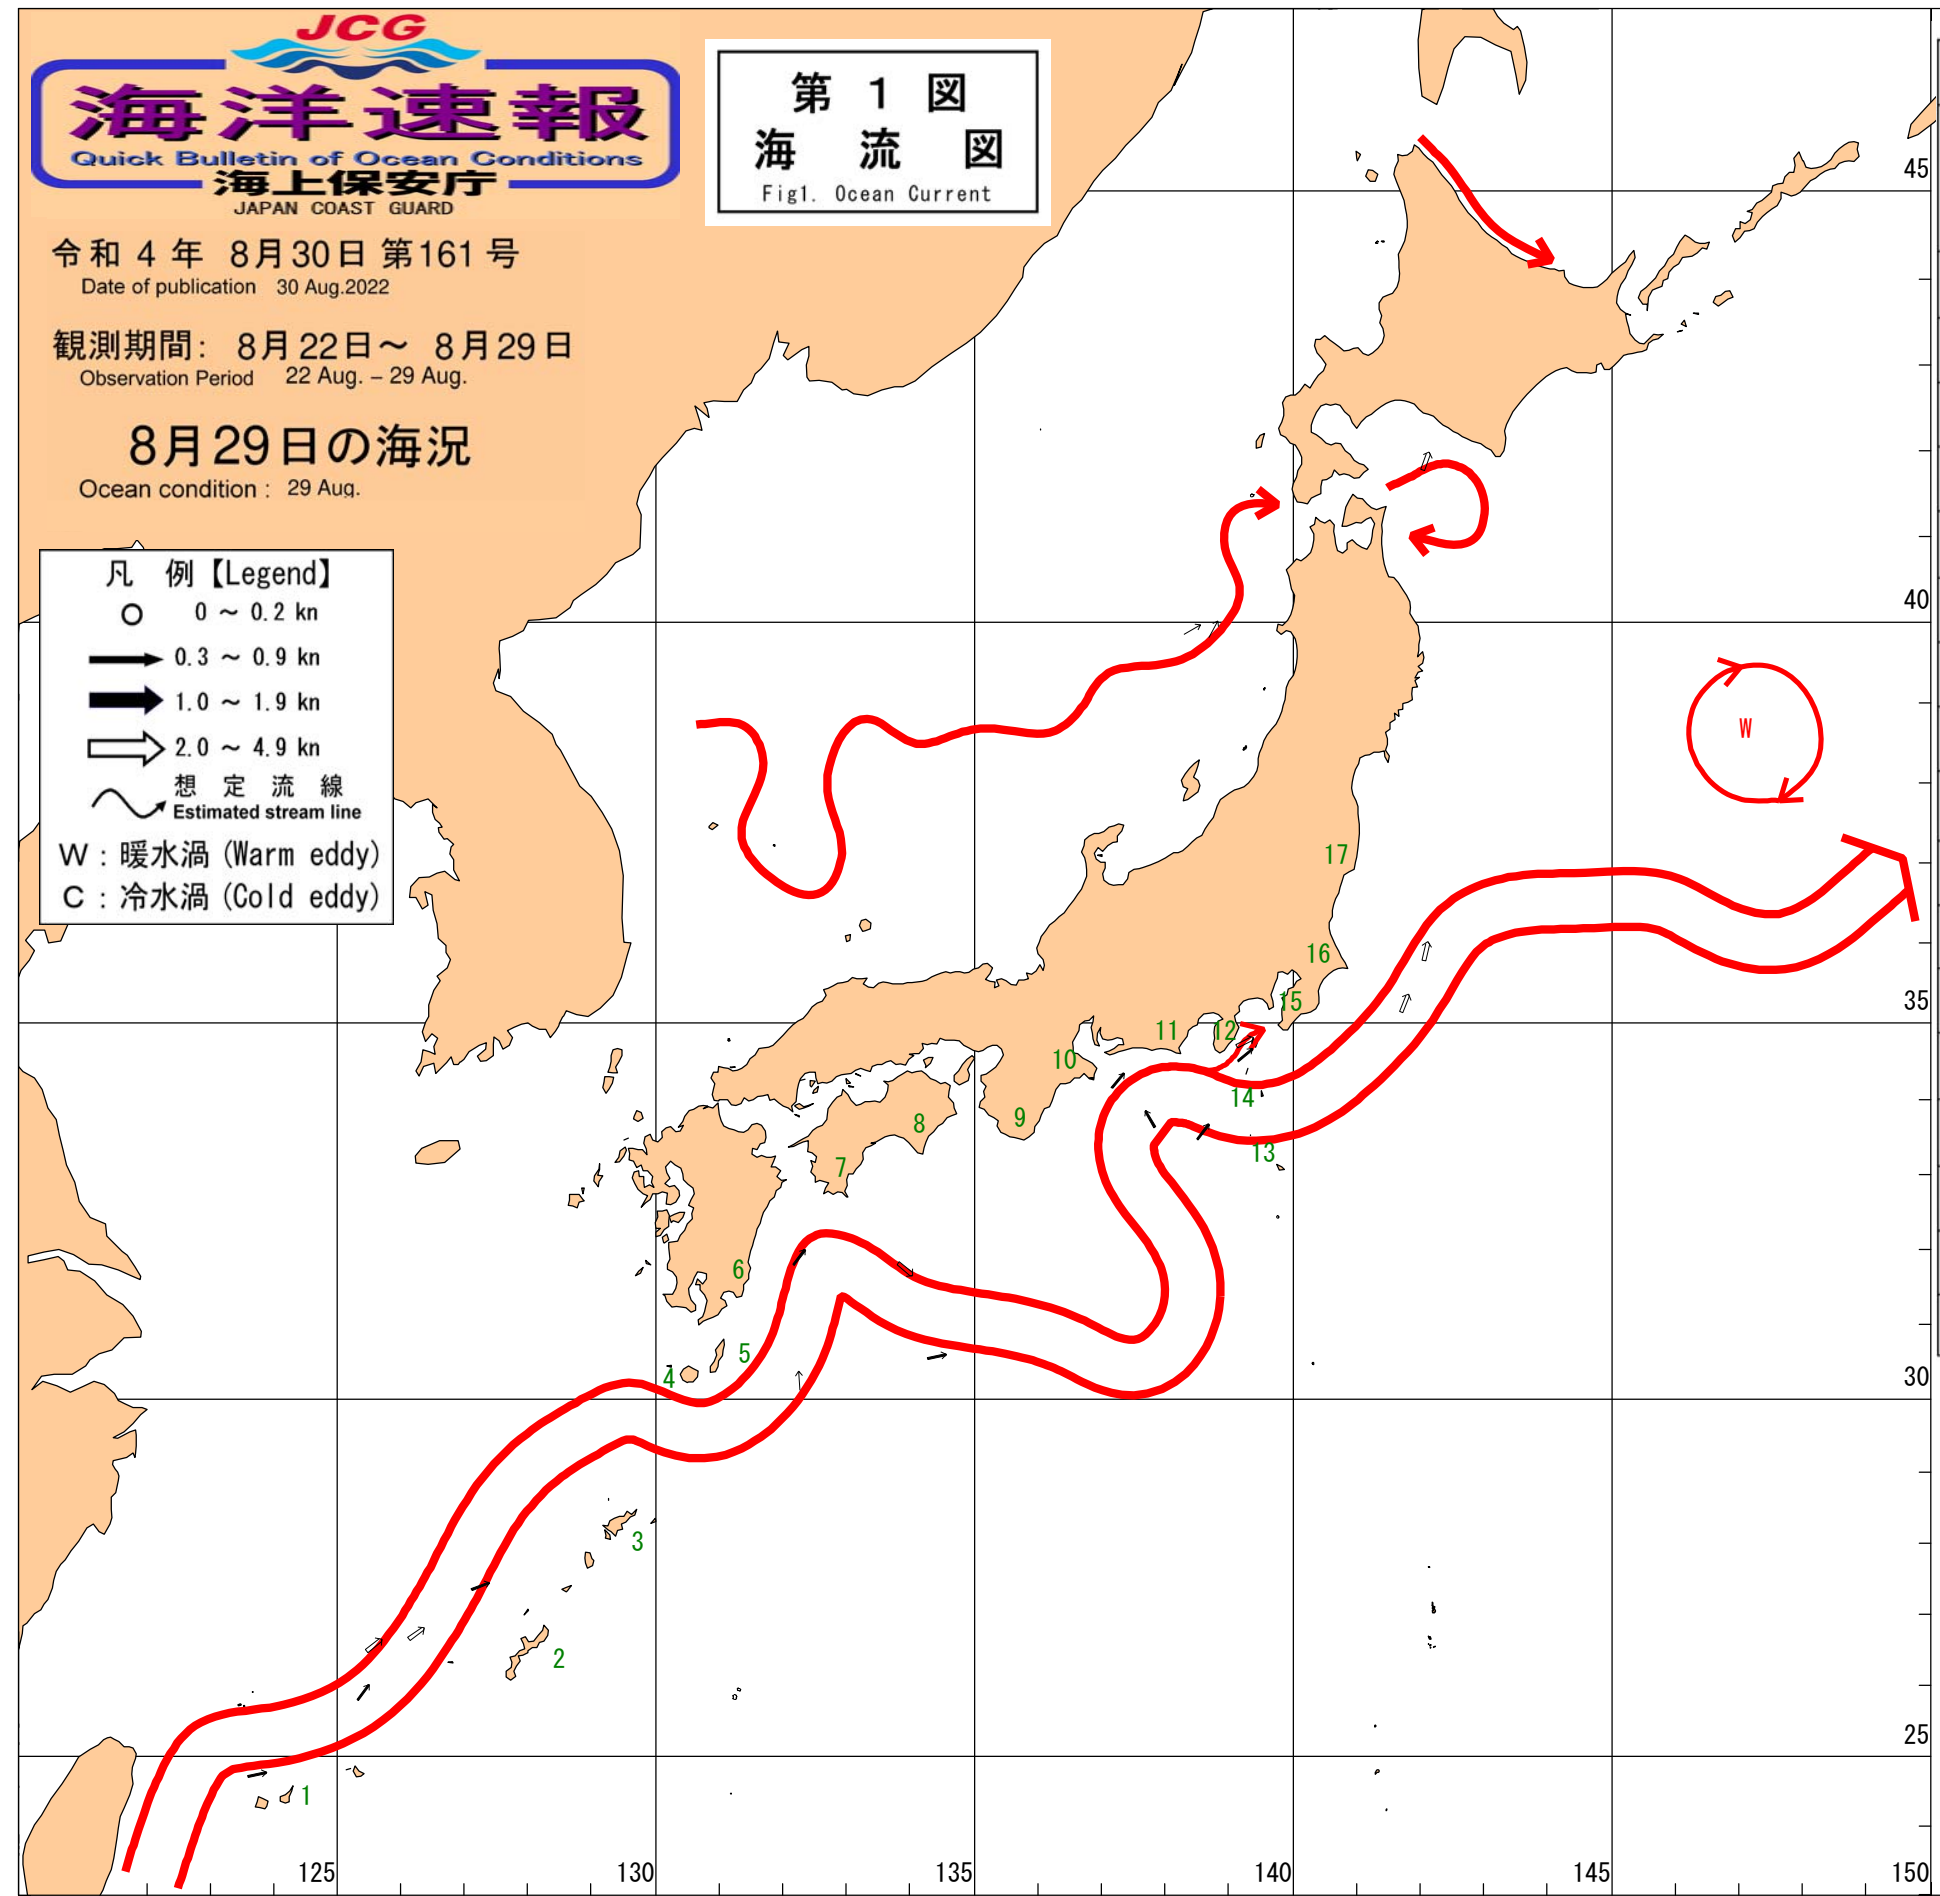 JCG
海洋速報
Quick Bulletin of Ocean Conditions
海上保安庁
JAPAN COAST GUARD
第 1 図
海 流 図
Fig1. Ocean Current
令和 4 年 8月30日 第161 号
Date of publication 30 Aug.2022
観測期間: 8月22日～ 8月29日
Observation Period 22 Aug. – 29 Aug.
8月29日の海況
Ocean condition : 29 Aug.
凡 例【Legend】
0 ～ 0.2 kn
0.3 ～ 0.9 kn
1.0 ～ 1.9 kn
2.0 ～ 4.9 kn
想 定 流 線
Estimated stream line
W : 暖水渦 (Warm eddy)
C : 冷水渦 (Cold eddy)
45
40
W
17
16
35
15
12
11
10
14
9
8
13
7
6
5
4
30
3
2
25
1
125
130
135
140
145
150